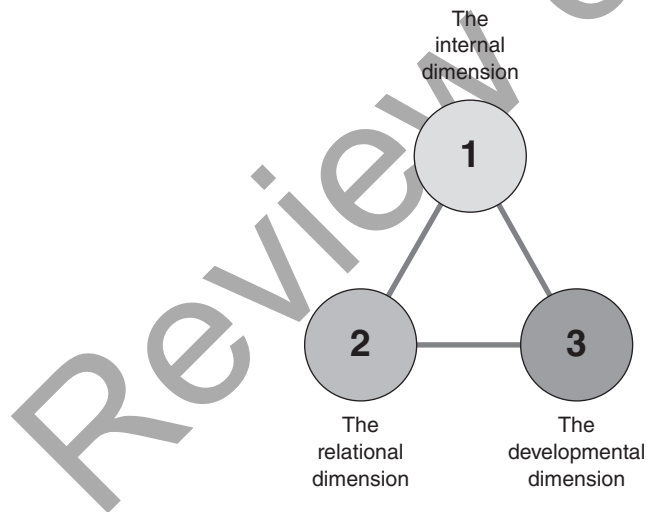 The
internal
dimension
1
2
3
The
relational
dimension
The
developmental
dimension
Review